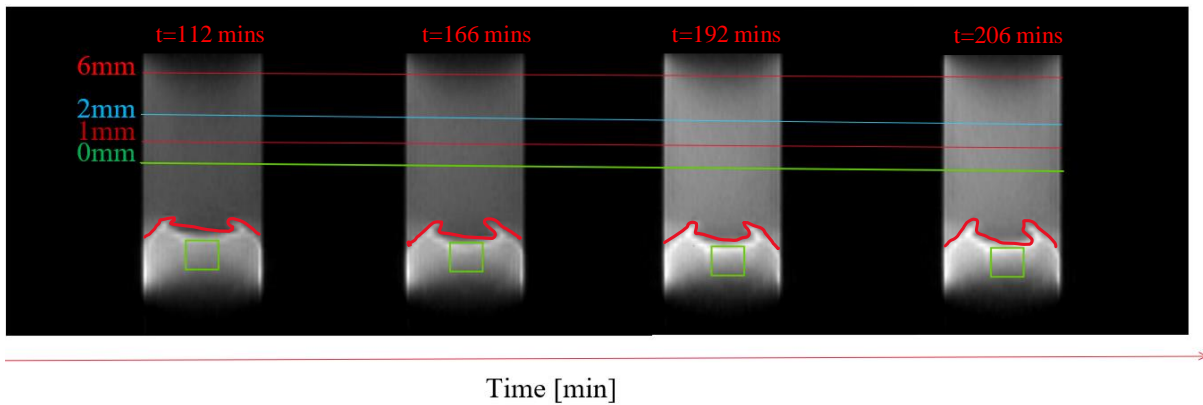 t=112 mins
t=166 mins
t=192 mins
t=206 mins
6mm
2mm
1mm
0mm
Time [min]